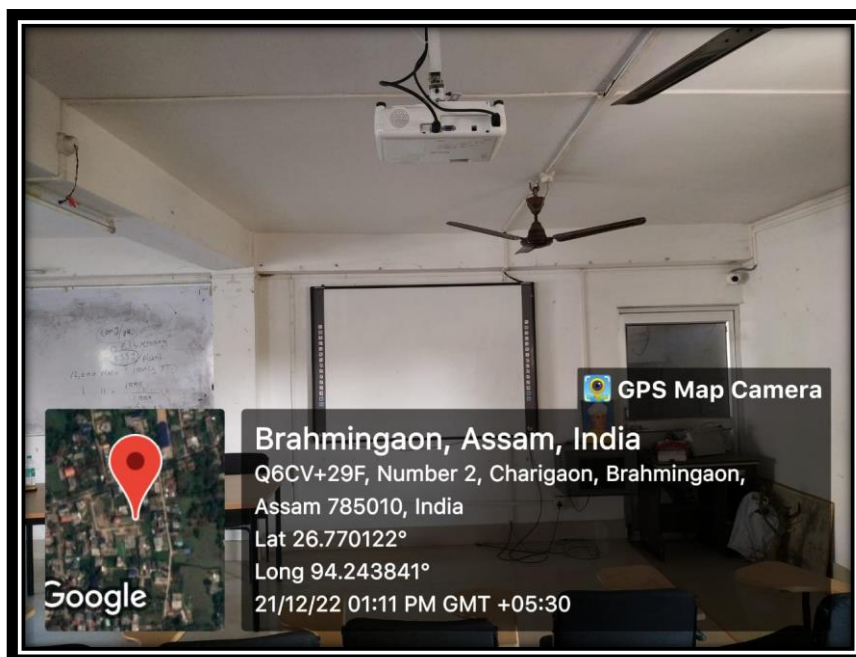 GPS Map Camera
Brahmingaon, Assam, India
Q6CV+29F, Number 2, Charigaon, Brahmingaon,
Assam 785010, India
Lat 26.770122°
Long 94.243841°
21/12/22 01:11 PM GMT +05:30
Google